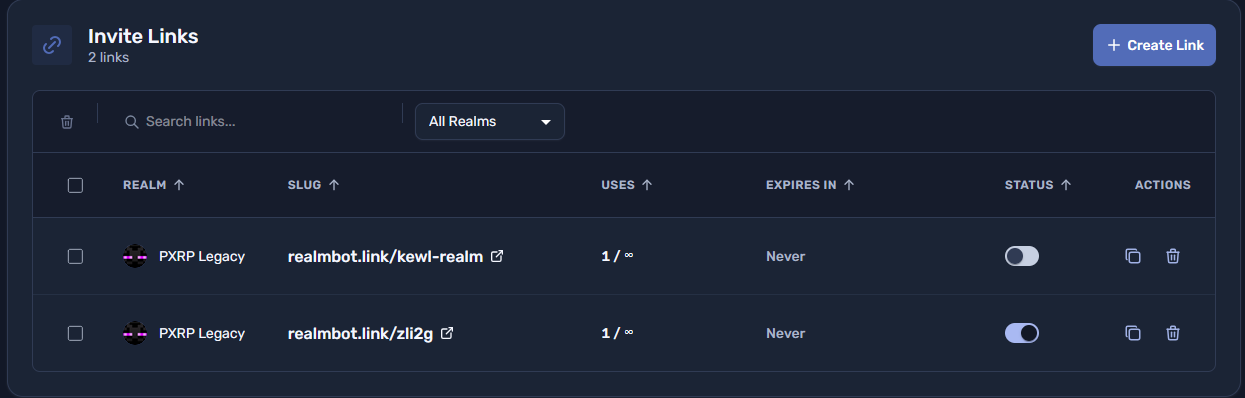 Invite Links
2 links
Create Link
Search links...
All Realms
REALM SLUG USES EXPIRES IN STATUS ACTIONS
PXRP Legacy realmbot.link/kewl-realm 1 / ∞ Never
PXRP Legacy realmbot.link/zli2g 1 / ∞ Never